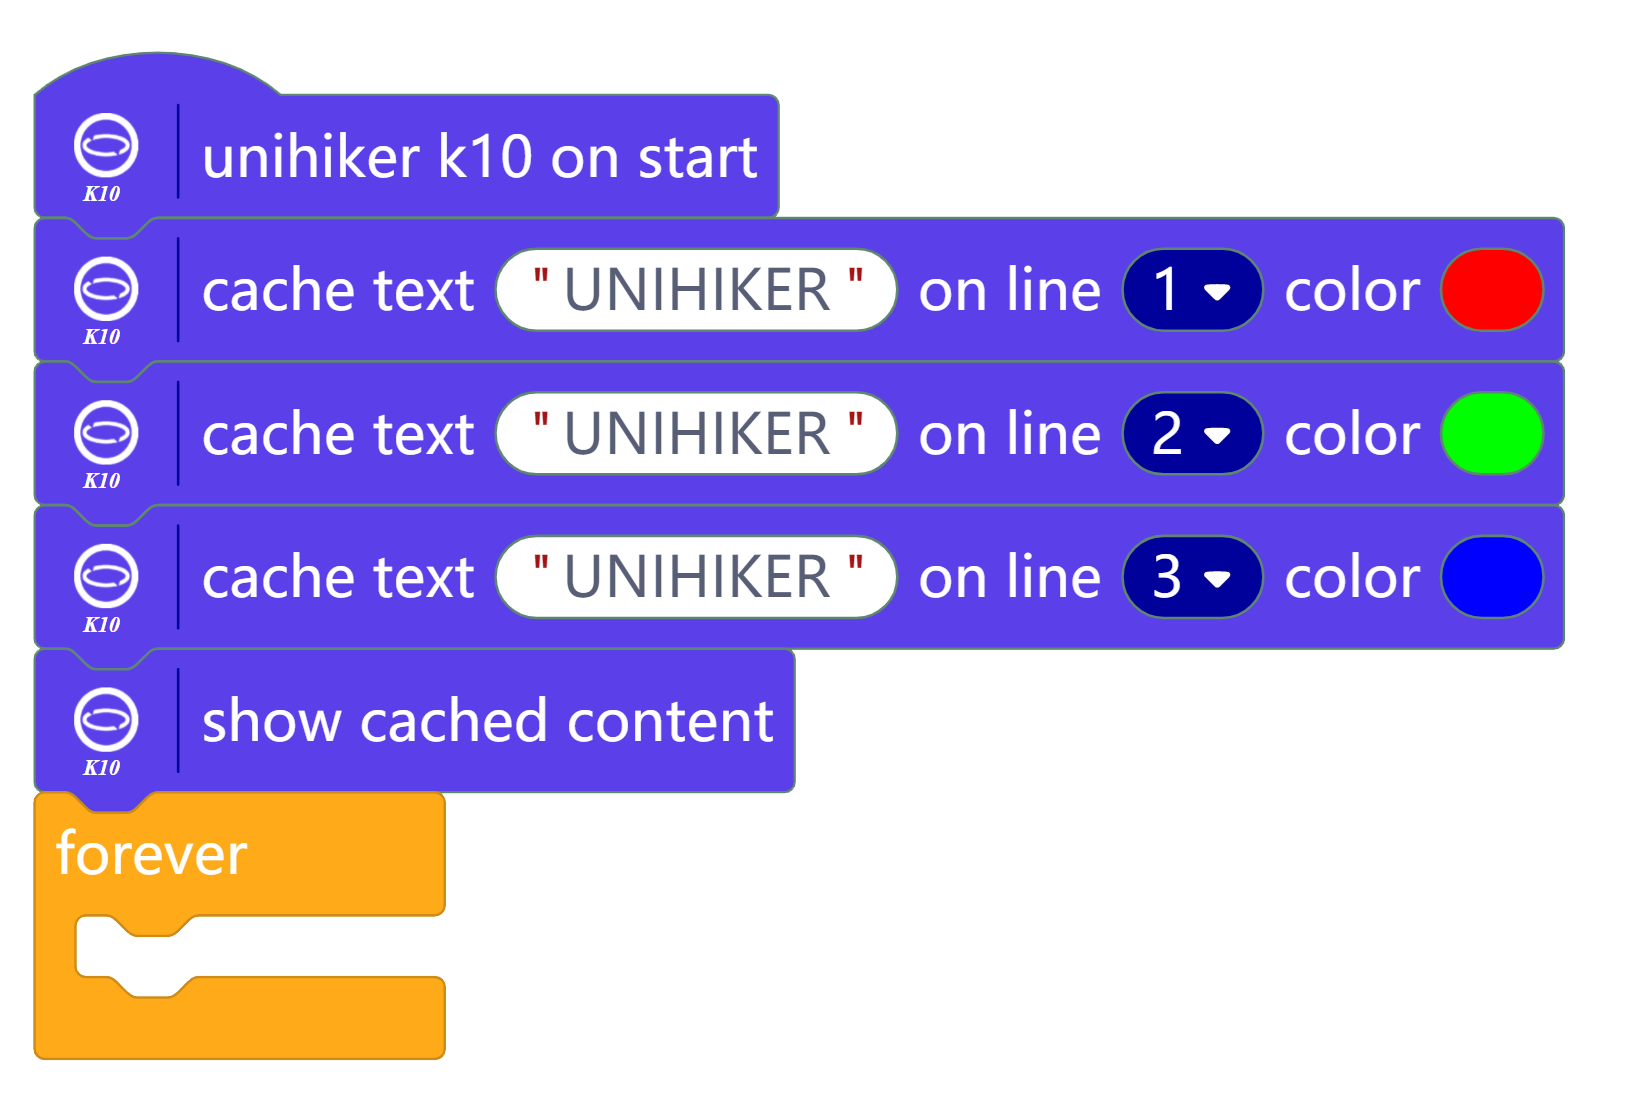 K10 unihiker k10 on start
K10 cache text " UNIHIKER " on line 1 color
K10 cache text " UNIHIKER " on line 2 color
K10 cache text " UNIHIKER " on line 3 color
K10 show cached content
forever